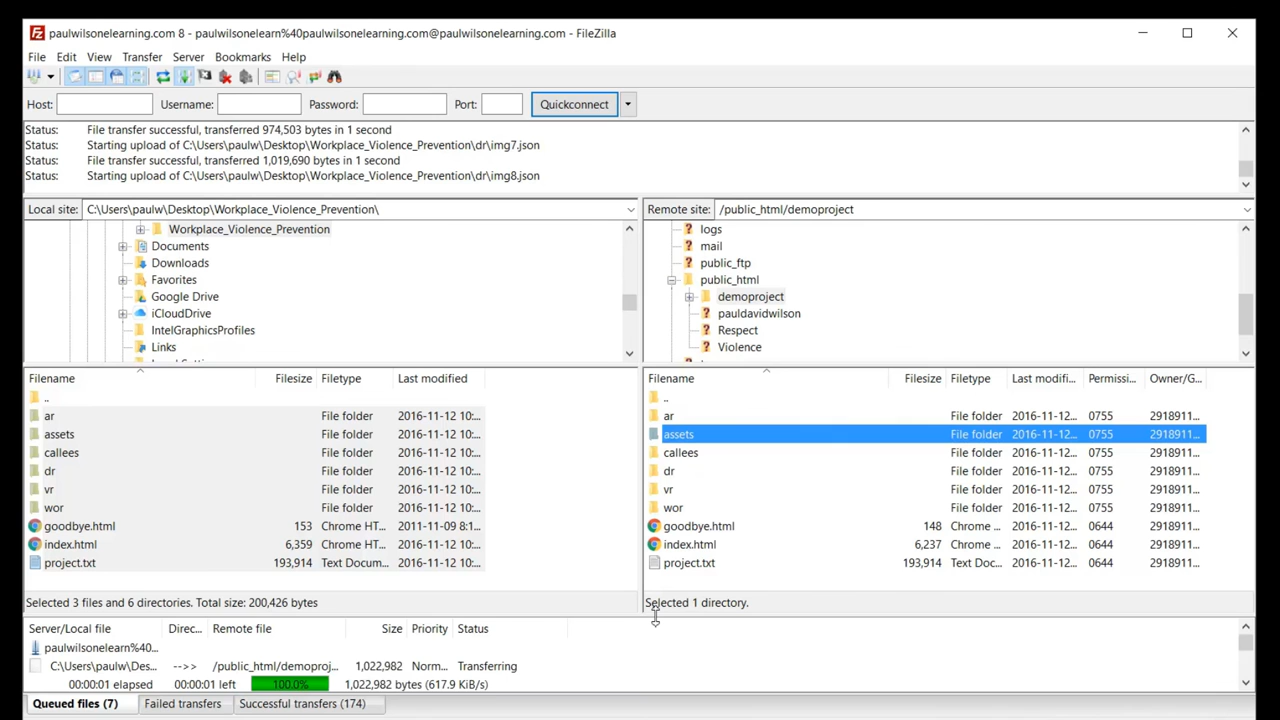 paulwilsonelearning.com 8 - paulwilsonelearn%40paulwilsonelearning.com@paulwilsonelearning.com - FileZilla
File Edit View Transfer Server Bookmarks Help
Host: Username: Password: Port: Quickconnect
Status: File transfer successful, transferred 974,503 bytes in 1 second
Status: Starting upload of C:\Users\paulw\Desktop\Workplace_Violence_Prevention\dr\img7.json
Status: File transfer successful, transferred 1,019,690 bytes in 1 second
Status: Starting upload of C:\Users\paulw\Desktop\Workplace_Violence_Prevention\dr\img8.json
Local site: C:\Users\paulw\Desktop\Workplace_Violence_Prevention\
Workplace_Violence_Prevention
Documents
Downloads
Favorites
Google Drive
iCloudDrive
IntelGraphicsProfiles
Links
Remote site: /public_html/demoproject
logs
mail
public_ftp
public_html
demoproject
pauldavidwilson
Respect
Violence
Filename Filesize Filetype Last modified
..
ar File folder 2016-11-12 10:...
assets File folder 2016-11-12 10:...
callees File folder 2016-11-12 10:...
dr File folder 2016-11-12 10:...
vr File folder 2016-11-12 10:...
wor File folder 2016-11-12 10:...
goodbye.html 153 Chrome HT... 2011-11-09 8:1...
index.html 6,359 Chrome HT... 2016-11-12 10:...
project.txt 193,914 Text Docum... 2016-11-12 10:...
Selected 3 files and 6 directories. Total size: 200,426 bytes
Filename Filesize Filetype Last modifi... Permissi... Owner/G...
..
ar File folder 2016-11-12... 0755 2918911...
assets File folder 2016-11-12... 0755 2918911...
callees File folder 2016-11-12... 0755 2918911...
dr File folder 2016-11-12... 0755 2918911...
vr File folder 2016-11-12... 0755 2918911...
wor File folder 2016-11-12... 0755 2918911...
goodbye.html 148 Chrome ... 2016-11-12... 0644 2918911...
index.html 6,237 Chrome ... 2016-11-12... 0644 2918911...
project.txt 193,914 Text Doc... 2016-11-12... 0644 2918911...
Selected 1 directory.
Server/Local file Direc... Remote file Size Priority Status
paulwilsonelearn%40...
C:\Users\paulw\Des... -->> /public_html/demoproj... 1,022,982 Norm... Transferring
00:00:01 elapsed 00:00:01 left 100.0% 1,022,982 bytes (617.9 KiB/s)
Queued files (7) Failed transfers Successful transfers (174)